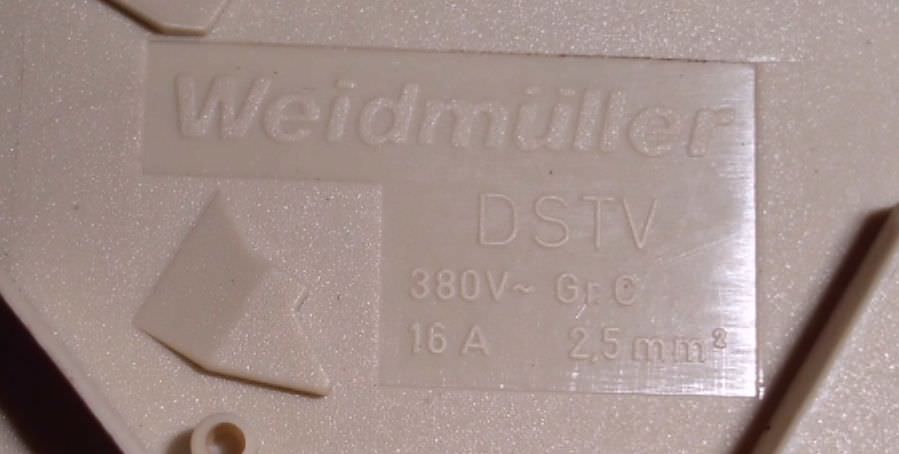 Weidmüller
DSTV
380V~ Gr. C
16 A 2,5 mm²